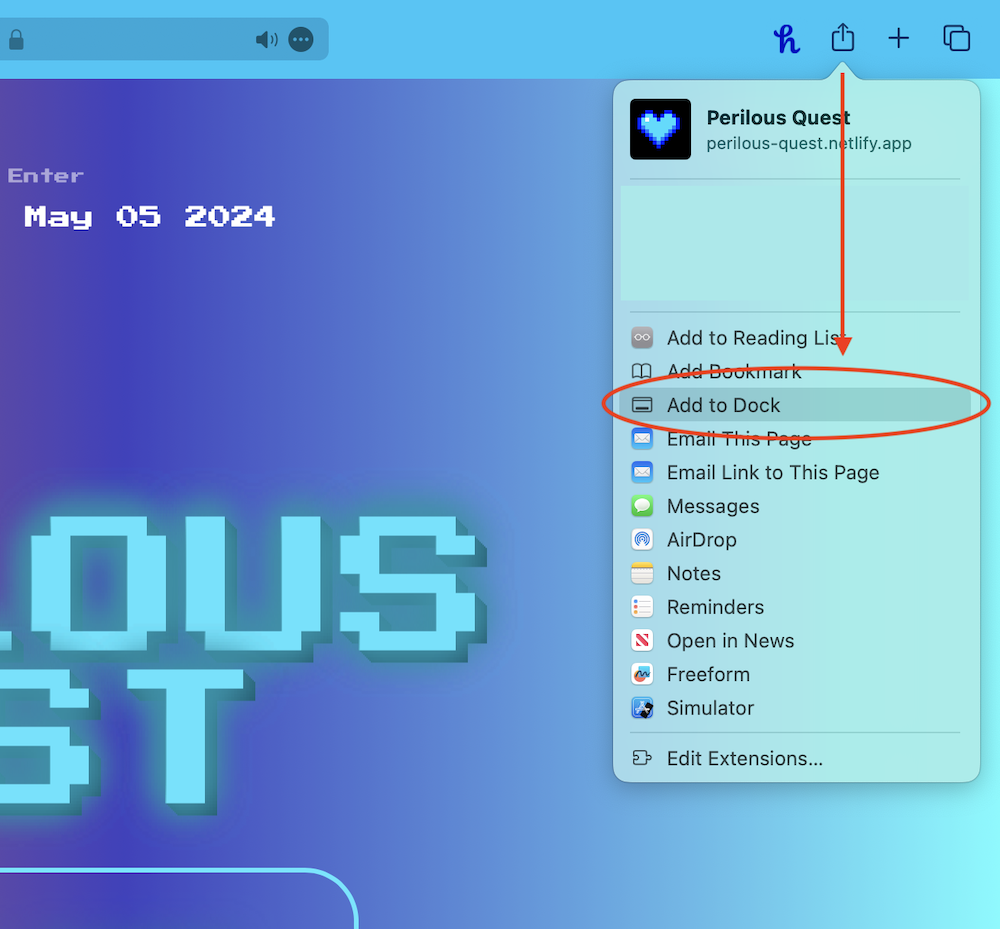 Perilous Quest
perilous-quest.netlify.app
Enter
May 05 2024
Add to Reading List
Add Bookmark
Add to Dock
Email This Page
Email Link to This Page
Messages
AirDrop
Notes
Reminders
Open in News
Freeform
Simulator
Edit Extensions...
LOUS
ST